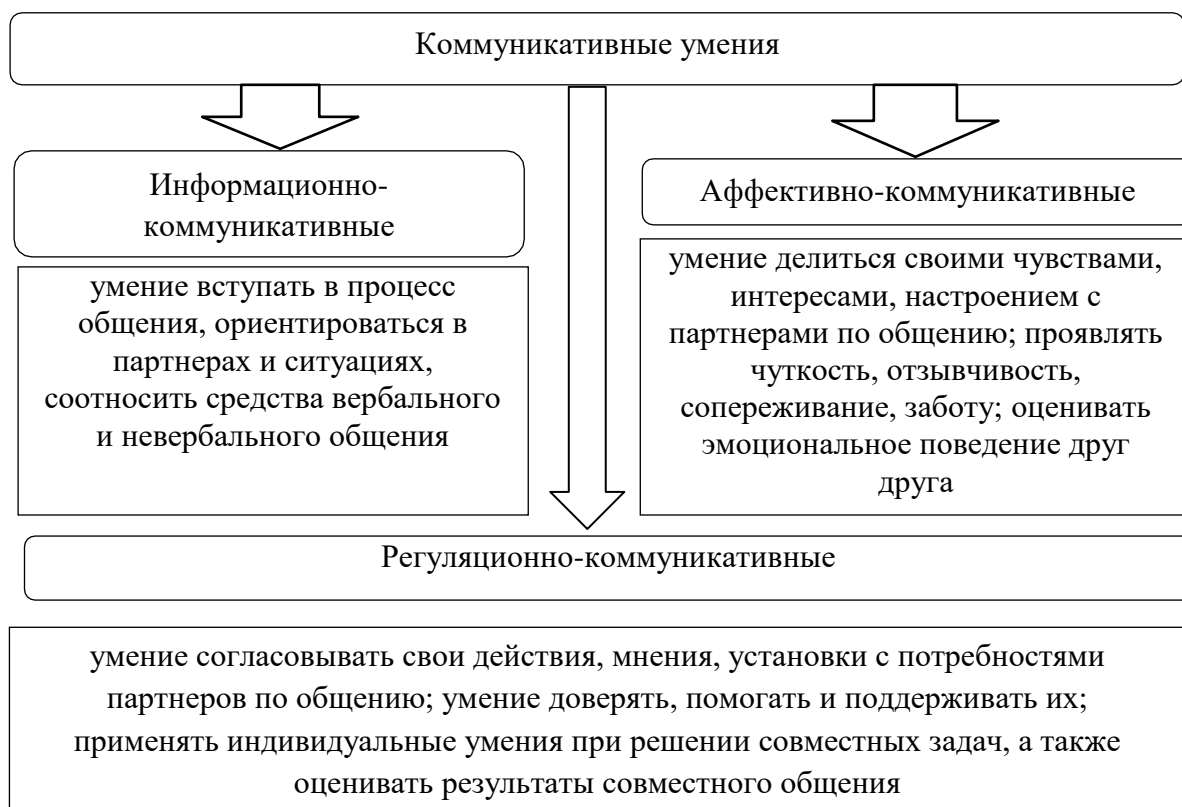 Коммуникативные умения
Информационно-
коммуникативные
умение вступать в процесс
общения, ориентироваться в
партнерах и ситуациях,
соотносить средства вербального
и невербального общения
Аффективно-коммуникативные
умение делиться своими чувствами,
интересами, настроением с
партнерами по общению; проявлять
чуткость, отзывчивость,
сопереживание, заботу; оценивать
эмоциональное поведение друг
друга
Регуляционно-коммуникативные
умение согласовывать свои действия, мнения, установки с потребностями
партнеров по общению; умение доверять, помогать и поддерживать их;
применять индивидуальные умения при решении совместных задач, а также
оценивать результаты совместного общения